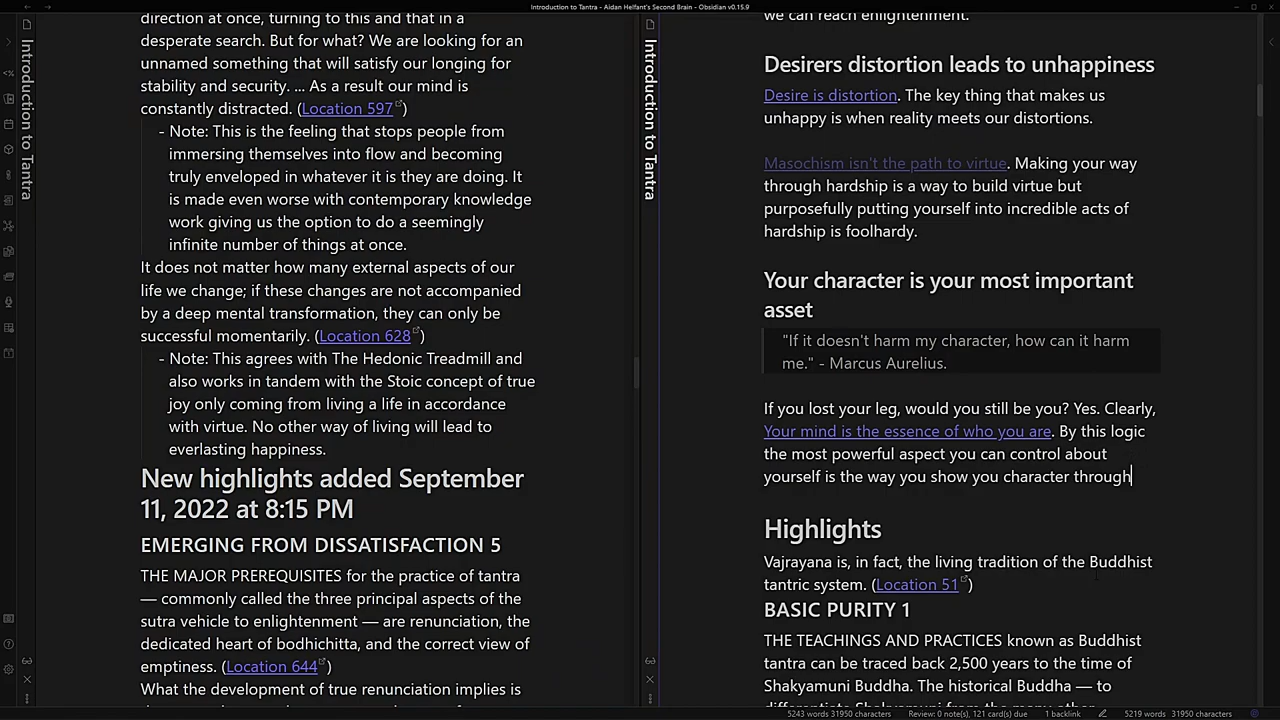 Introduction to Tantra - Aidan Helfant's Second Brain - Obsidian v0.15.9
Introduction to Tantra
direction at once, turning to this and that in a
desperate search. But for what? We are looking for an
unnamed something that will satisfy our longing for
stability and security. ... As a result our mind is
constantly distracted. (Location 597)
- Note: This is the feeling that stops people from
immersing themselves into flow and becoming
truly enveloped in whatever it is they are doing. It
is made even worse with contemporary knowledge
work giving us the option to do a seemingly
infinite number of things at once.
It does not matter how many external aspects of our
life we change; if these changes are not accompanied
by a deep mental transformation, they can only be
successful momentarily. (Location 628)
- Note: This agrees with The Hedonic Treadmill and
also works in tandem with the Stoic concept of true
joy only coming from living a life in accordance
with virtue. No other way of living will lead to
everlasting happiness.
New highlights added September
11, 2022 at 8:15 PM
EMERGING FROM DISSATISFACTION 5
THE MAJOR PREREQUISITES for the practice of tantra
— commonly called the three principal aspects of the
sutra vehicle to enlightenment — are renunciation, the
dedicated heart of bodhichitta, and the correct view of
emptiness. (Location 644)
What the development of true renunciation implies is
Introduction to Tantra
we can reach enlightenment.
Desirers distortion leads to unhappiness
Desire is distortion. The key thing that makes us
unhappy is when reality meets our distortions.
Masochism isn't the path to virtue. Making your way
through hardship is a way to build virtue but
purposefully putting yourself into incredible acts of
hardship is foolhardy.
Your character is your most important
asset
"If it doesn't harm my character, how can it harm
me." - Marcus Aurelius.
If you lost your leg, would you still be you? Yes. Clearly,
Your mind is the essence of who you are. By this logic
the most powerful aspect you can control about
yourself is the way you show you character through
Highlights
Vajrayana is, in fact, the living tradition of the Buddhist
tantric system. (Location 51)
BASIC PURITY 1
THE TEACHINGS AND PRACTICES known as Buddhist
tantra can be traced back 2,500 years to the time of
Shakyamuni Buddha. The historical Buddha — to
differentiate Shakyamuni from the many other
5243 words 31950 characters Review: 0 note(s), 121 card(s) due 1 backlink 5219 words 31950 characters